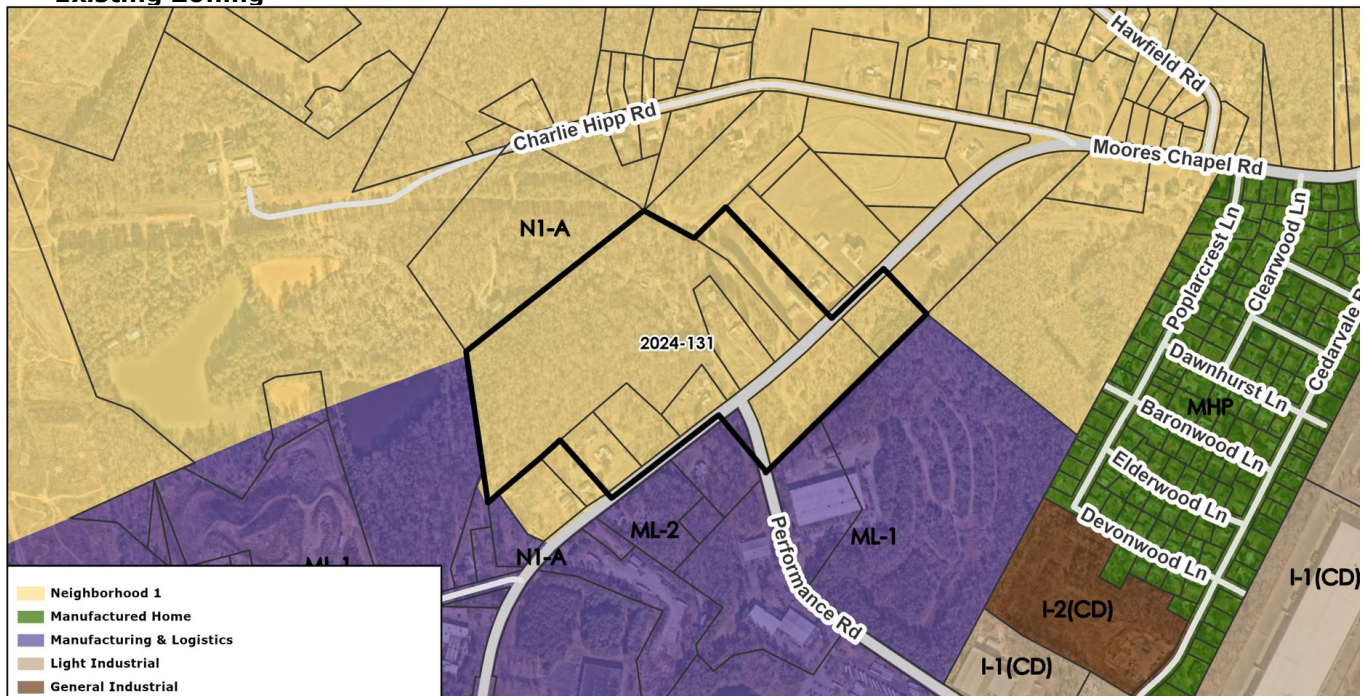 Existing Zoning
Hawfield Rd
Charlie Hipp Rd
Moores Chapel Rd
N1-A
Poplarcrest Ln
Clearwood Ln
Cedarvale
2024-131
Dawnhurst Ln
MHP
Baronwood Ln
Elderwood Ln
ML-2
ML-1
Devonwood Ln
N1-A
ML-1
Performance Rd
I-1(CD)
I-2(CD)
I-1(CD)
Neighborhood 1
Manufactured Home
Manufacturing & Logistics
Light Industrial
General Industrial